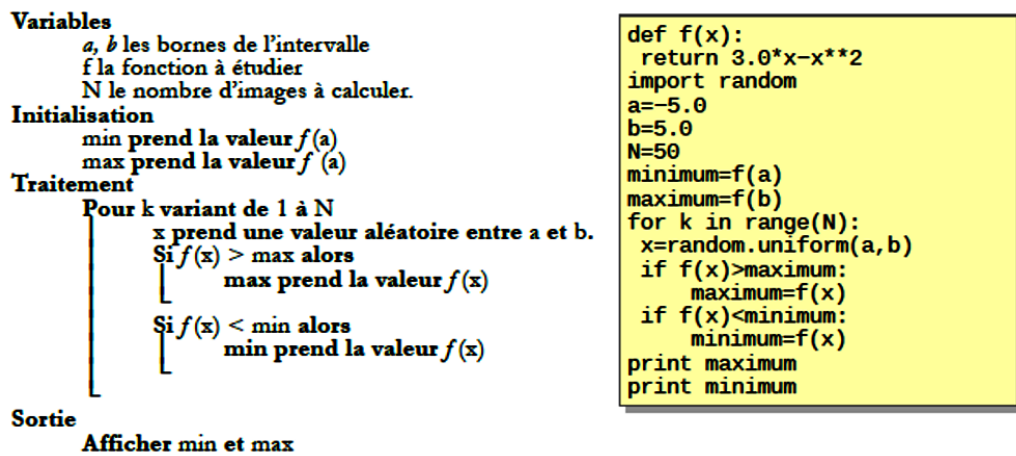 Variables
a, b les bornes de l'intervalle
f la fonction à étudier
N le nombre d'images à calculer.
Initialisation
min prend la valeur f(a)
max prend la valeur f (a)
Traitement
Pour k variant de 1 à N
x prend une valeur aléatoire entre a et b.
Si f(x) > max alors
max prend la valeur f(x)
Si f(x) < min alors
min prend la valeur f(x)
Sortie
Afficher min et max
def f(x):
return 3.0*x-x**2
import random
a=-5.0
b=5.0
N=50
minimum=f(a)
maximum=f(b)
for k in range(N):
x=random.uniform(a,b)
if f(x)>maximum:
maximum=f(x)
if f(x)<minimum:
minimum=f(x)
print maximum
print minimum